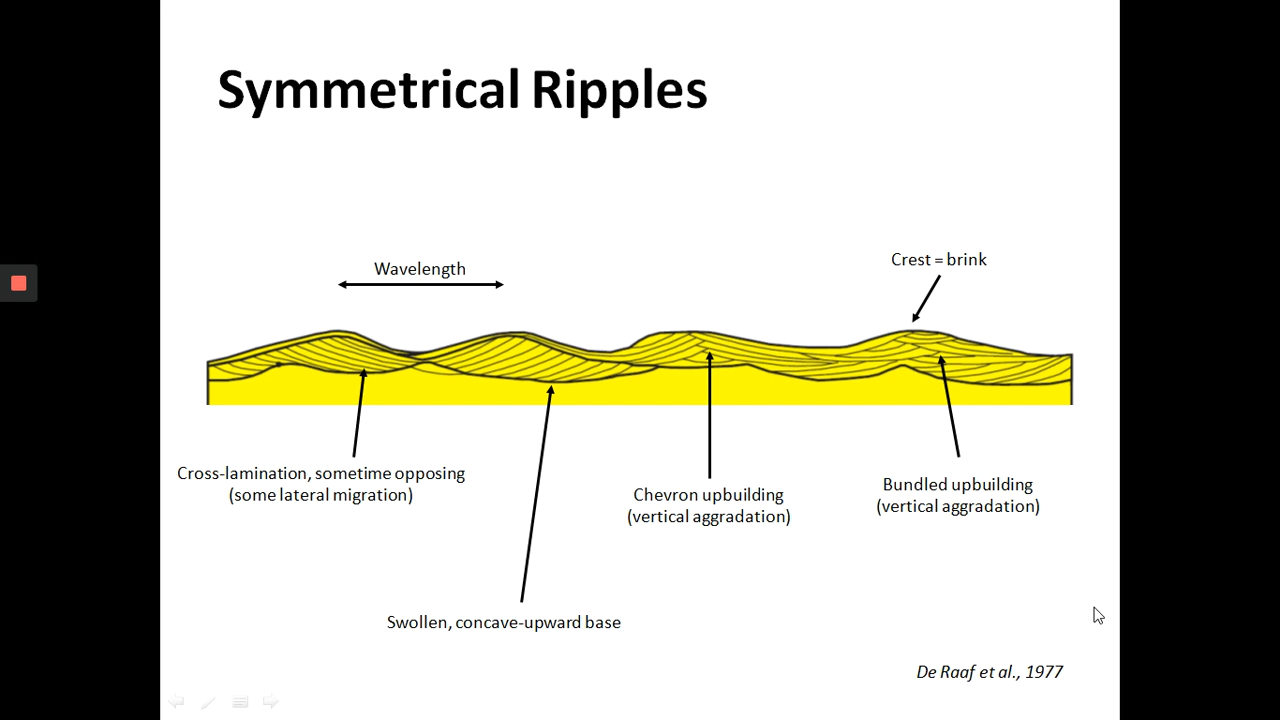 Symmetrical Ripples
Wavelength
Crest = brink
Cross-lamination, sometime opposing
(some lateral migration)
Chevron upbuilding
(vertical aggradation)
Bundled upbuilding
(vertical aggradation)
Swollen, concave-upward base
De Raaf et al., 1977